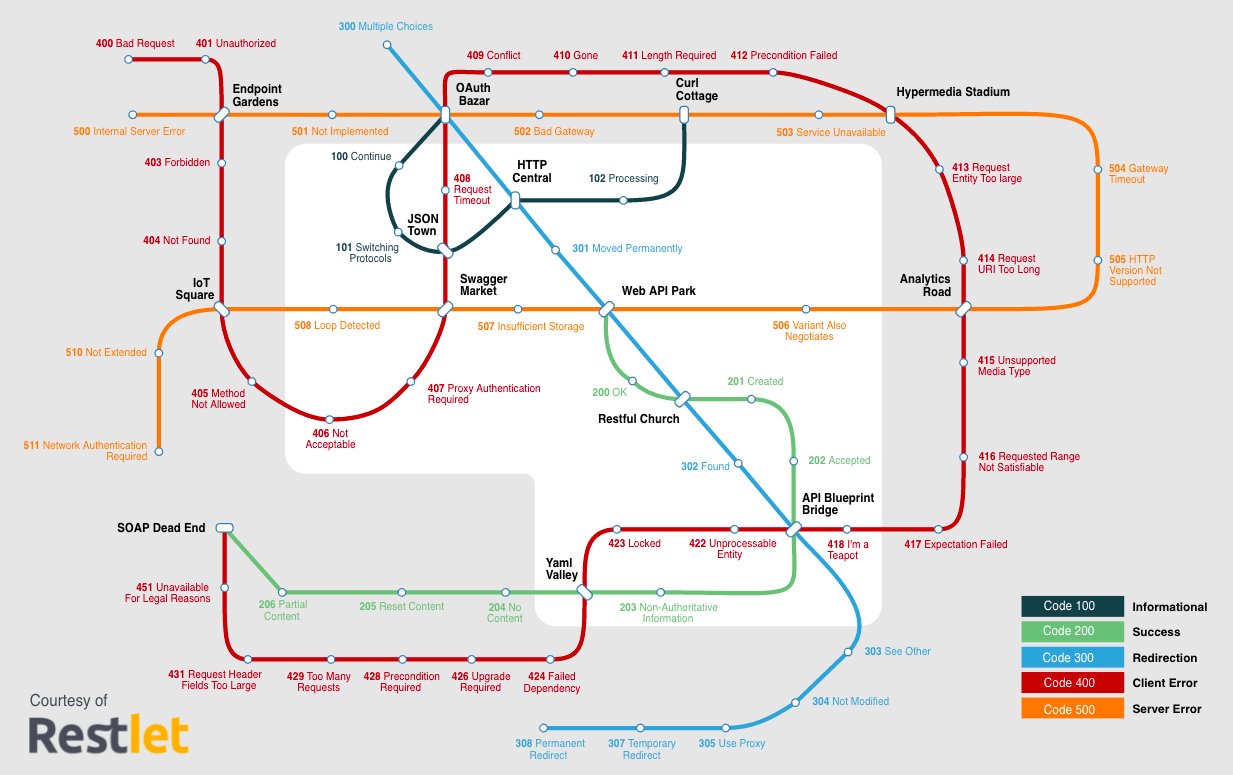 300 Multiple Choices
400 Bad Request
401 Unauthorized
409 Conflict
410 Gone
411 Length Required
412 Precondition Failed
Endpoint
Gardens
OAuth
Bazar
Curl
Cottage
Hypermedia Stadium
500 Internal Server Error
501 Not Implemented
502 Bad Gateway
503 Service Unavailable
403 Forbidden
100 Continue
408
Request
Timeout
HTTP
Central
102 Processing
413 Request
Entity Too large
504 Gateway
Timeout
404 Not Found
JSON
Town
101 Switching
Protocols
301 Moved Permanently
414 Request
URI Too Long
505 HTTP
Version Not
Supported
IoT
Square
Swagger
Market
Web API Park
Analytics
Road
508 Loop Detected
507 Insufficient Storage
506 Variant Also
Negotiates
510 Not Extended
405 Method
Not Allowed
407 Proxy Authentication
Required
200 OK
201 Created
415 Unsupported
Media Type
406 Not
Acceptable
Restful Church
511 Network Authentication
Required
302 Found
202 Accepted
416 Requested Range
Not Satisfiable
API Blueprint
Bridge
SOAP Dead End
423 Locked
422 Unprocessable
Entity
418 I'm a
Teapot
417 Expectation Failed
Yaml
Valley
451 Unavailable
For Legal Reasons
206 Partial
Content
205 Reset Content
204 No
Content
203 Non-Authoritative
Information
303 See Other
431 Request Header
Fields Too Large
429 Too Many
Requests
428 Precondition
Required
426 Upgrade
Required
424 Failed
Dependency
304 Not Modified
308 Permanent
Redirect
307 Temporary
Redirect
305 Use Proxy
Code 100 Informational
Code 200 Success
Code 300 Redirection
Code 400 Client Error
Code 500 Server Error
Courtesy of
Restlet